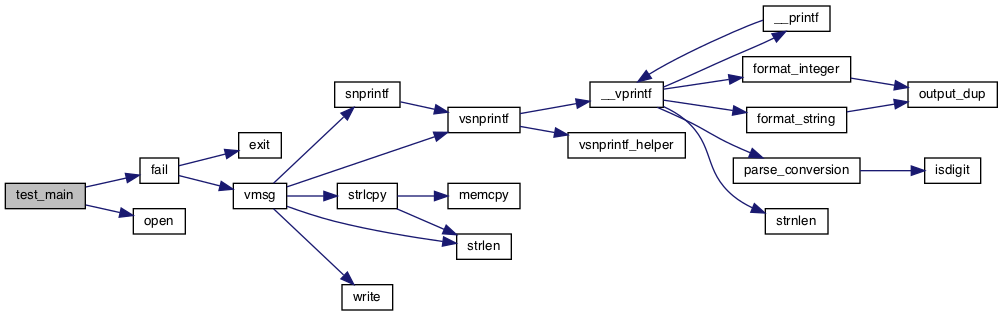 test_main
fail
open
exit
vmsg
snprintf
strlcpy
write
vsnprintf
memcpy
strlen
__vprintf
vsnprintf_helper
__printf
format_integer
format_string
parse_conversion
strnlen
output_dup
isdigit